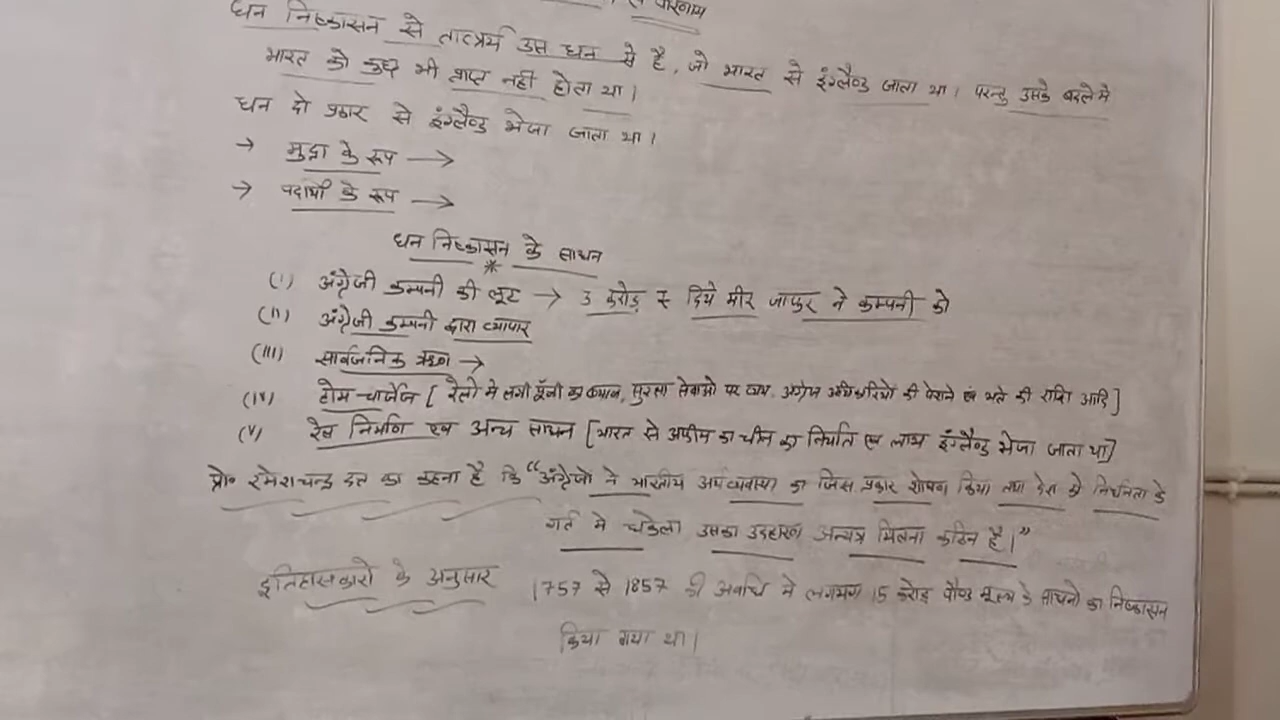 एवं परिणाम
धन निष्कासन से तात्पर्य उस धन से है, जो भारत से इंग्लैण्ड जाता था। परन्तु उसके बदले मे
भारत को कुछ भी प्राप्त नहीं होता था।
धन दो प्रकार से इंग्लैण्ड भेजा जाता था।
→ मुद्रा के रूप →
→ पदार्थो के रूप →
धन निष्कासन के साधन
*
(i) अंग्रेजी कम्पनी की लूट → 3 करोड़ रु दिये मीर जाफर ने कम्पनी को
(ii) अंग्रेजी कम्पनी द्वारा व्यापार
(iii) सार्वजनिक ऋण →
(iv) होम-चार्जेज [रेलो मे लगी पूँजी का ब्याज, सुरक्षा सेवाओ पर व्यय, अंग्रेज अधिकारियो की पेंशने एवं भत्ते की राशि आदि]
(v) रेल निर्माण एवं अन्य साधन [भारत से अफीम का चीन का निर्यात एवं लाभ इंग्लैण्ड भेजा जाता था]
प्रो० रमेशचन्द्र दत्त का कहना है कि "अंग्रेजो ने भारतीय अर्थव्यवस्था का जिस प्रकार शोषण किया तथा देश को निर्धनता के
गर्त मे धकेला उसका उदहारण अन्यत्र मिलना कठिन है।"
इतिहासकारो के अनुसार 1757 से 1857 की अवधि मे लगभग 15 करोड़ पौण्ड मूल्य के साधनो का निष्कासन
किया गया था।